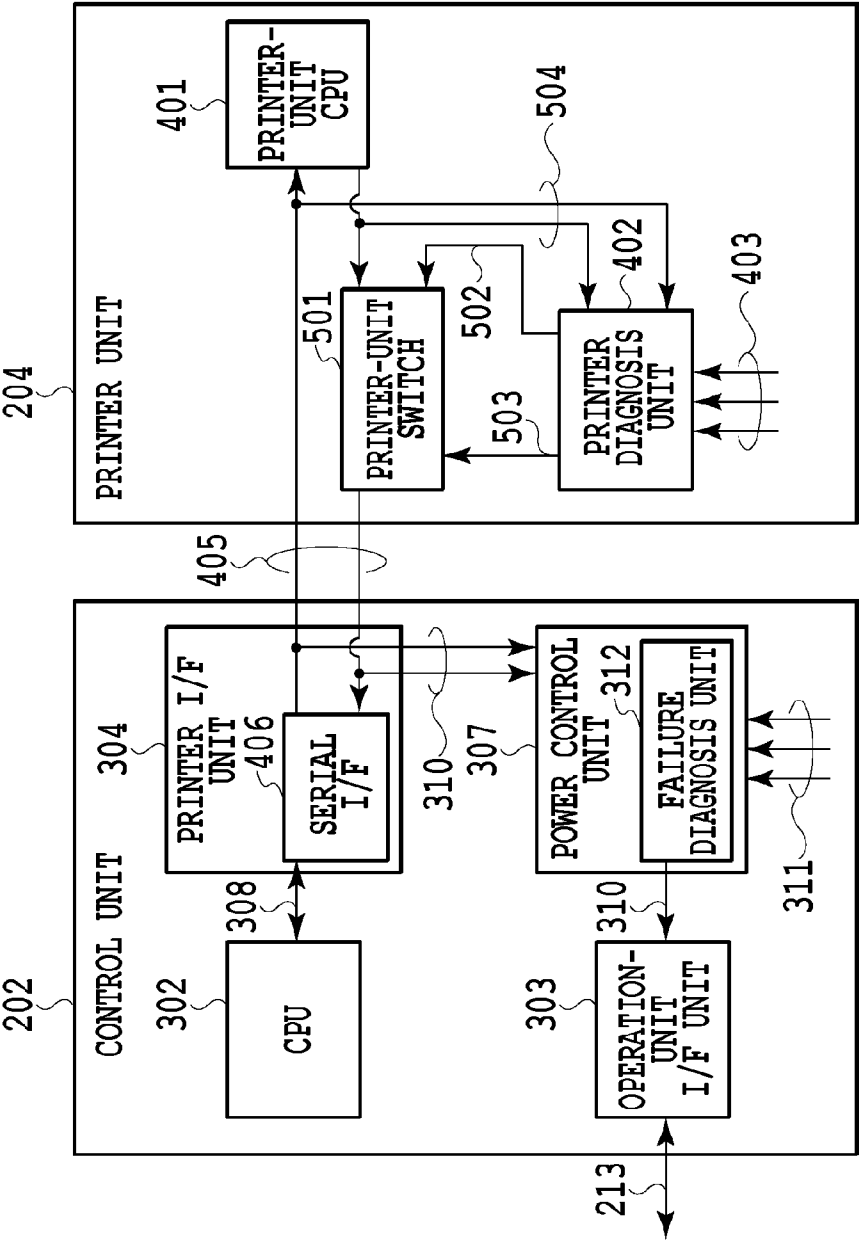 202
CONTROL UNIT
302
CPU
308
304
PRINTER I/F
UNIT
406
SERIAL
I/F
310
303
OPERATION-
UNIT
I/F UNIT
213
310
307
POWER CONTROL
UNIT
312
FAILURE
DIAGNOSIS UNIT
311
405
204
PRINTER UNIT
401
PRINTER-
UNIT
CPU
501
PRINTER-UNIT
SWITCH
502
503
504
402
PRINTER
DIAGNOSIS
UNIT
403